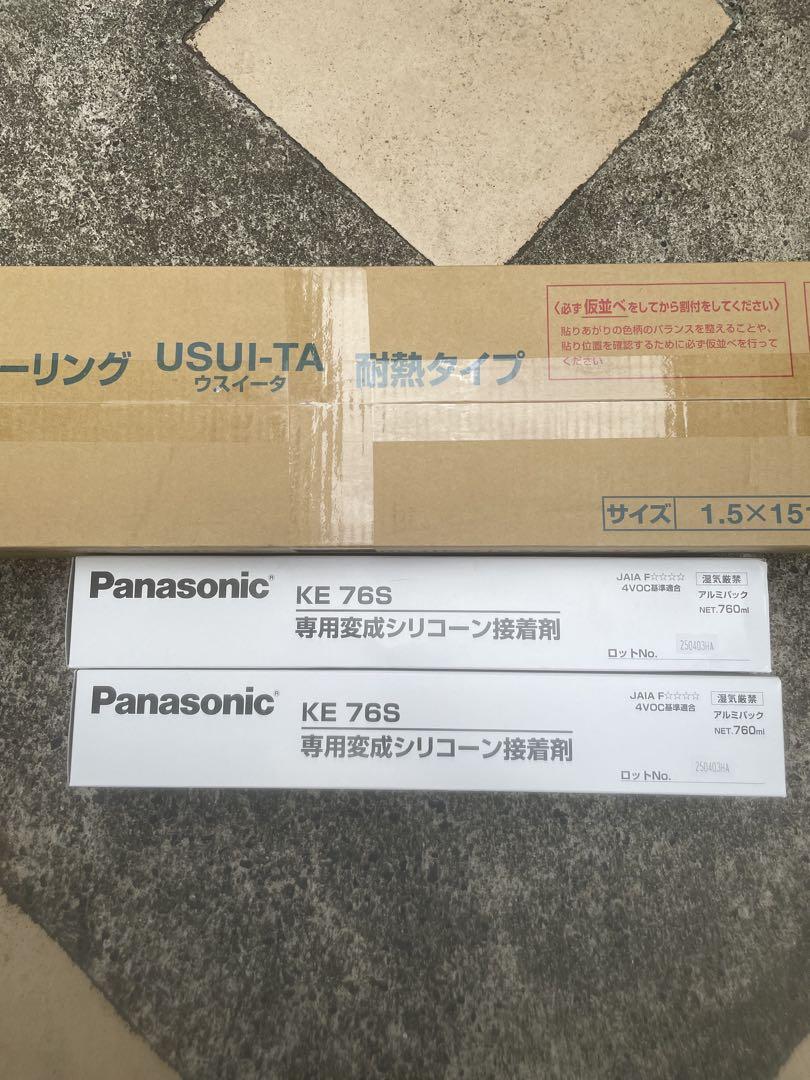 ーリング USUI-TA 耐熱タイプ
ウスイータ
〈必ず仮並べをしてから割付をしてください〉
貼りあがりの色柄のバランスを整えることや、
貼り位置を確認するために必ず仮並べを行って
ください
サイズ 1.5×151
Panasonic®
KE 76S
専用変成シリコーン接着剤
JAIA F☆☆☆☆
4VOC基準適合
湿気厳禁
アルミパック
NET.760ml
ロットNo. 250403HA
Panasonic®
KE 76S
専用変成シリコーン接着剤
JAIA F☆☆☆☆
4VOC基準適合
湿気厳禁
アルミパック
NET.760ml
ロットNo. 250403HA